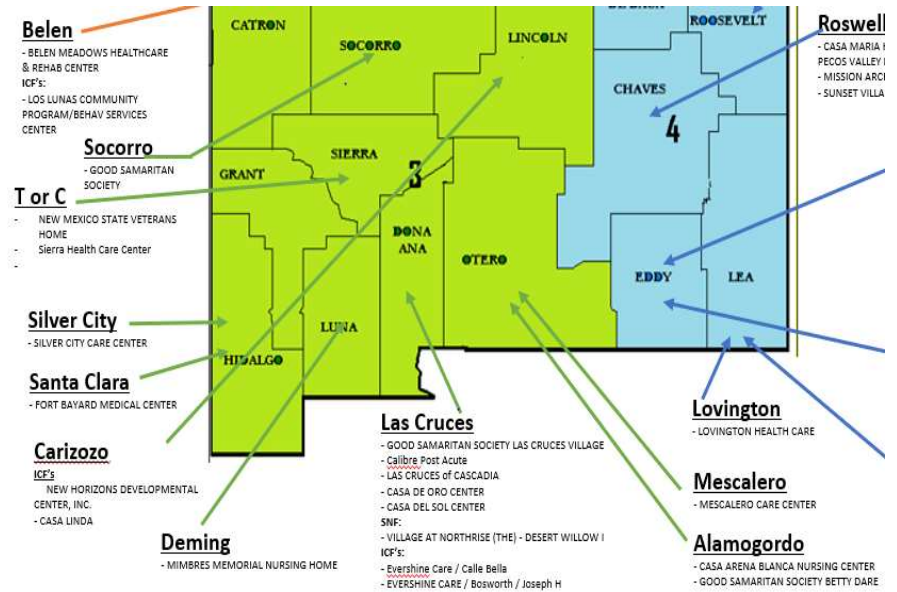 Belen
- BELEN MEADOWS HEALTHCARE
& REHAB CENTER
ICF's:
- LOS LUNAS COMMUNITY
PROGRAM/BEHAV SERVICES
CENTER
Socorro
- GOOD SAMARITAN
SOCIETY
T or C
- NEW MEXICO STATE VETERANS
HOME
- Sierra Health Care Center
-
Silver City
- SILVER CITY CARE CENTER
Santa Clara
- FORT BAYARD MEDICAL CENTER
Carizozo
ICF's
NEW HORIZONS DEVELOPMENTAL
CENTER, INC.
- CASA LINDA
Deming
- MIMBRES MEMORIAL NURSING HOME
CATRON
SOCORRO
LINCOLN
ROOSEVELT
CHAVES
4
SIERRA
3
GRANT
DONA
ANA
OTERO
EDDY
LEA
LUNA
HIDALGO
Roswell
- CASA MARIA
PECOS VALLEY
- MISSION
- SUNSET
Las Cruces
- GOOD SAMARITAN SOCIETY LAS CRUCES VILLAGE
- Calibre Post Acute
- LAS CRUCES of CASCADIA
- CASA DE ORO CENTER
- CASA DEL SOL CENTER
SNF:
- VILLAGE AT NORTHRISE (THE) - DESERT WILLOW I
ICF's:
- Evershine Care / Calle Bella
- EVERSHINE CARE / Bosworth / Joseph H
Lovington
- LOVINGTON HEALTH CARE
Mescalero
- MESCALERO CARE CENTER
Alamogordo
- CASA ARENA BLANCA NURSING CENTER
- GOOD SAMARITAN SOCIETY BETTY DARE